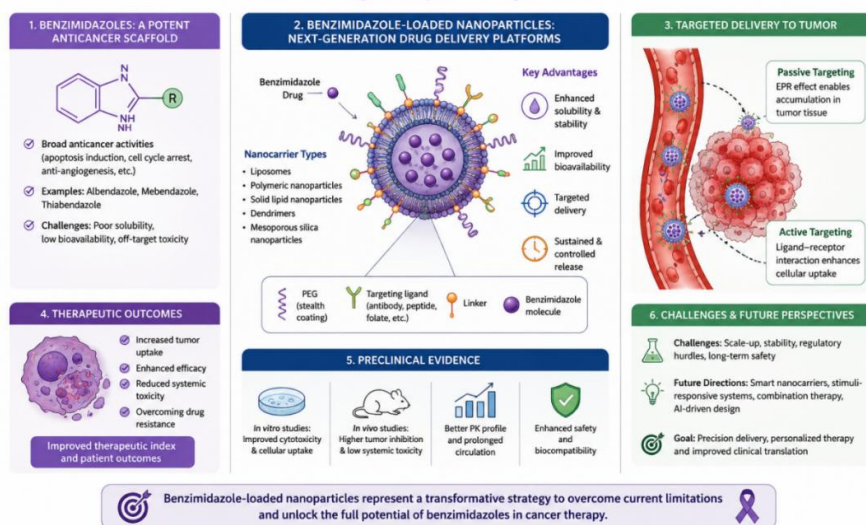 1. BENZIMIDAZOLES: A POTENT
ANTICANCER SCAFFOLD
N
NH
R
Broad anticancer activities
(apoptosis induction, cell cycle arrest,
anti-angiogenesis, etc.)
Examples: Albendazole, Mebendazole,
Thiabendazole
Challenges: Poor solubility,
low bioavailability, off-target toxicity
2. BENZIMIDAZOLE-LOADED NANOPARTICLES:
NEXT-GENERATION DRUG DELIVERY PLATFORMS
Benzimidazole
Drug
Nanocarrier Types
• Liposomes
• Polymeric nanoparticles
• Solid lipid nanoparticles
• Dendrimers
• Mesoporous silica
nanoparticles
Key Advantages
Enhanced
solubility &
stability
Improved
bioavailability
Targeted
delivery
Sustained &
controlled
release
PEG
(stealth
coating)
Targeting ligand
(antibody, peptide,
folate, etc.)
Linker
Benzimidazole
molecule
3. TARGETED DELIVERY TO TUMOR
Passive Targeting
EPR effect enables
accumulation in
tumor tissue
Active Targeting
Ligand–receptor
interaction enhances
cellular uptake
4. THERAPEUTIC OUTCOMES
Increased tumor
uptake
Enhanced efficacy
Reduced systemic
toxicity
Overcoming drug
resistance
Improved therapeutic index
and patient outcomes
5. PRECLINICAL EVIDENCE
In vitro studies:
Improved cytotoxicity
& cellular uptake
In vivo studies:
Higher tumor inhibition
& low systemic toxicity
Better PK profile
and prolonged
circulation
Enhanced safety
and
biocompatibility
6. CHALLENGES & FUTURE PERSPECTIVES
Challenges: Scale-up, stability, regulatory
hurdles, long-term safety
Future Directions: Smart nanocarriers, stimuli-
responsive systems, combination therapy,
AI-driven design
Goal: Precision delivery, personalized therapy
and improved clinical translation
Benzimidazole-loaded nanoparticles represent a transformative strategy to overcome current limitations
and unlock the full potential of benzimidazoles in cancer therapy.